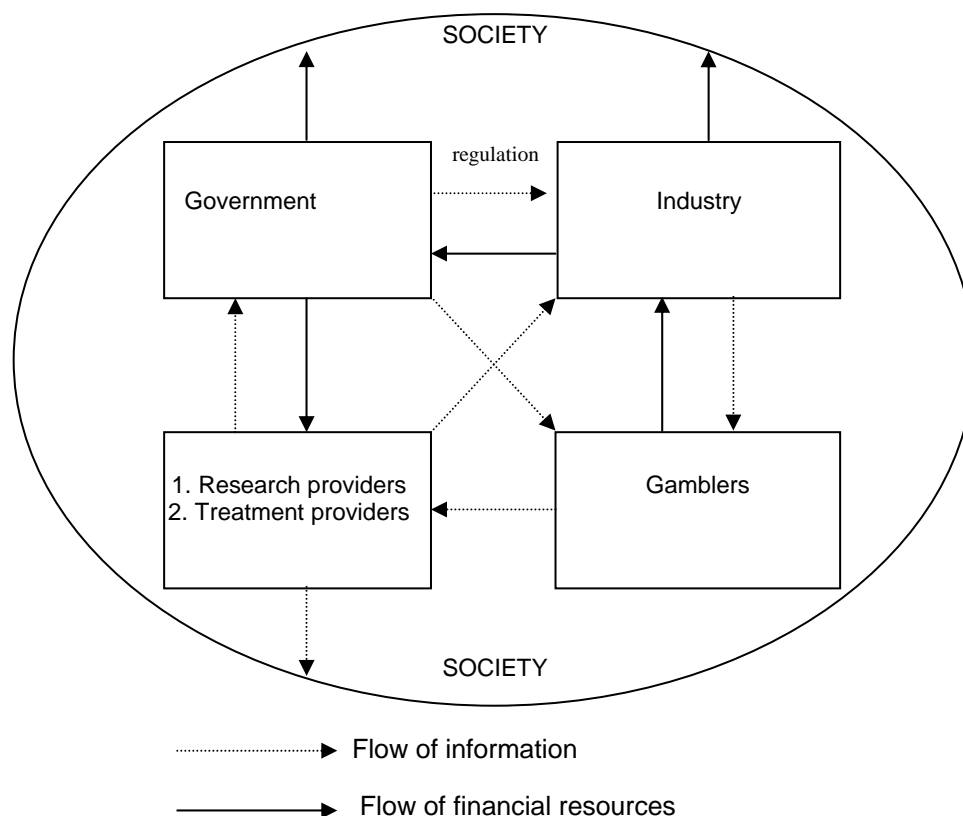 SOCIETY
regulation
Government
Industry
1. Research providers
2. Treatment providers
Gamblers
SOCIETY
Flow of information
Flow of financial resources